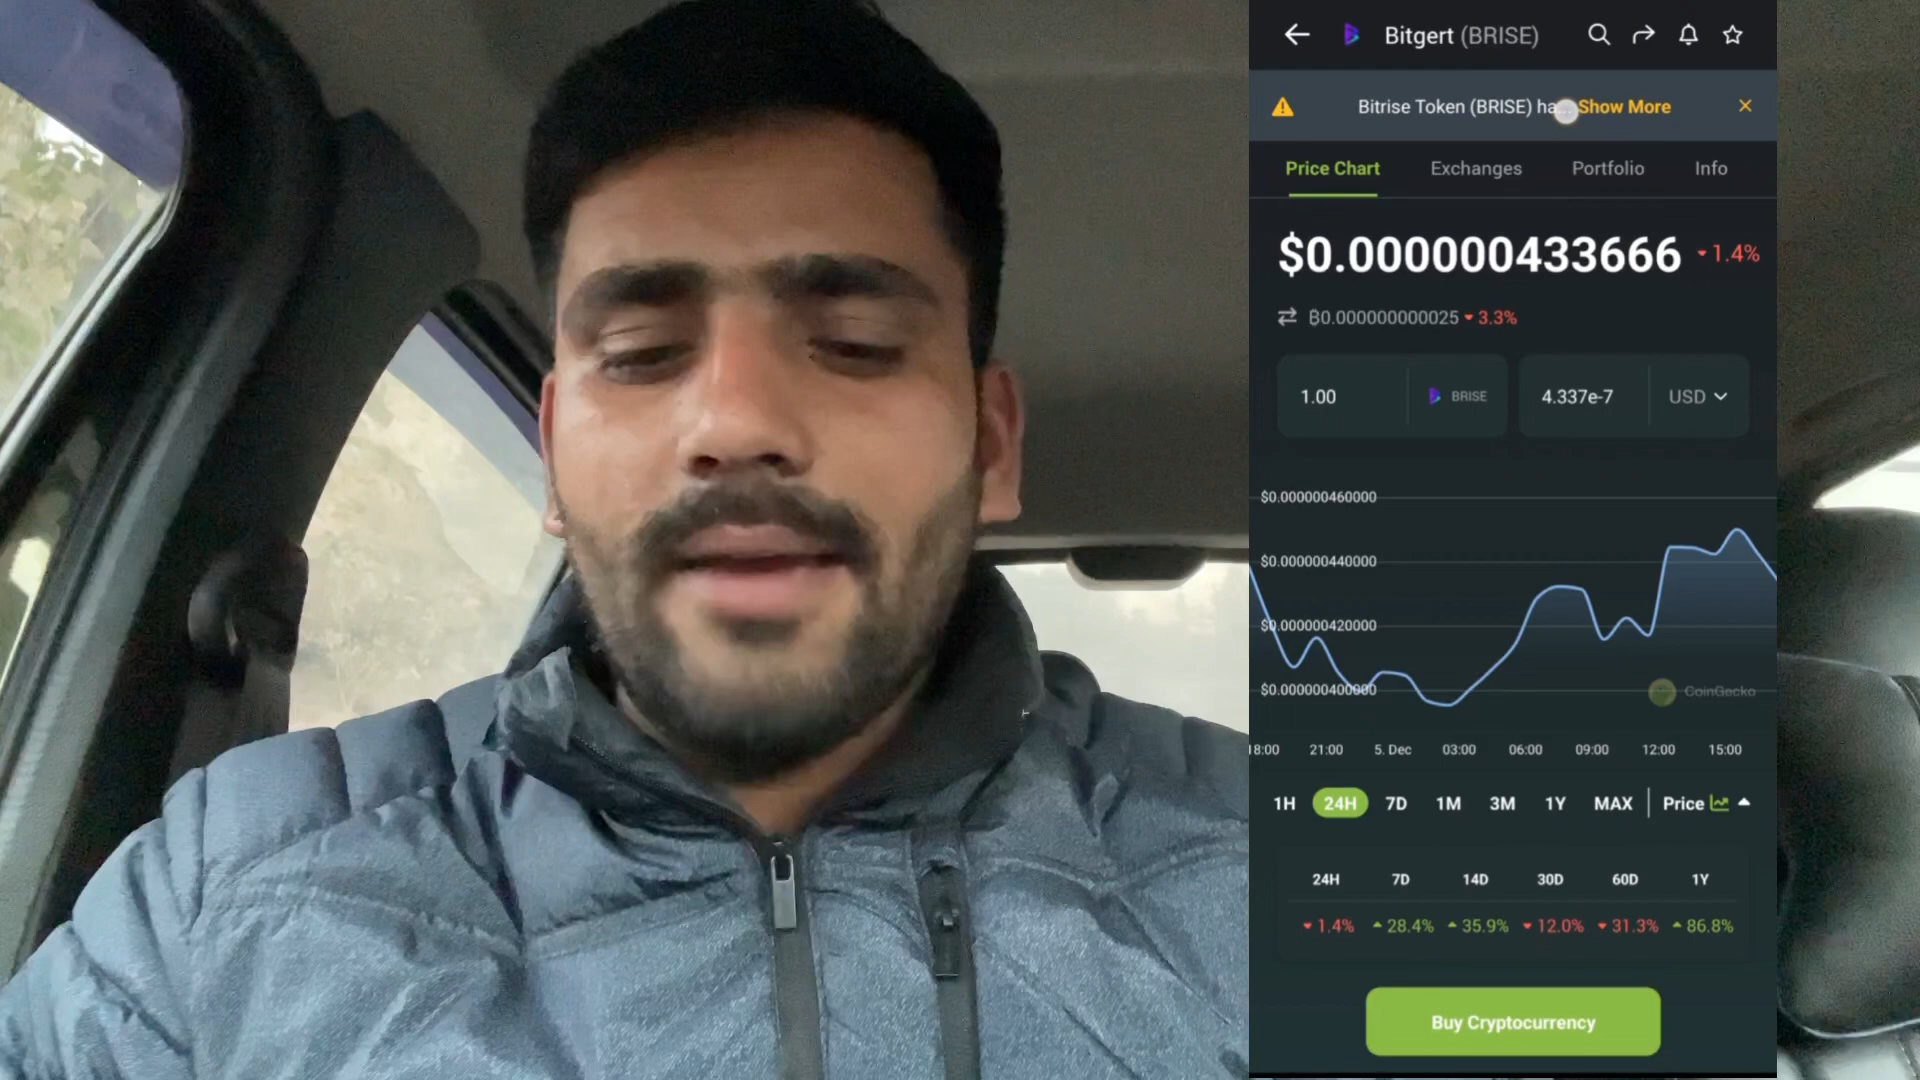 Bitgert (BRISE)
Bitrise Token (BRISE) ha... Show More
Price Chart Exchanges Portfolio Info
$0.000000433666 1.4%
₿0.000000000025 3.3%
1.00 BRISE 4.337e-7 USD
$0.000000460000
$0.000000440000
$0.000000420000
$0.000000400000
CoinGecko
18:00 21:00 5. Dec 03:00 06:00 09:00 12:00 15:00
1H 24H 7D 1M 3M 1Y MAX Price
24H 7D 14D 30D 60D 1Y
1.4% 28.4% 35.9% 12.0% 31.3% 86.8%
Buy Cryptocurrency